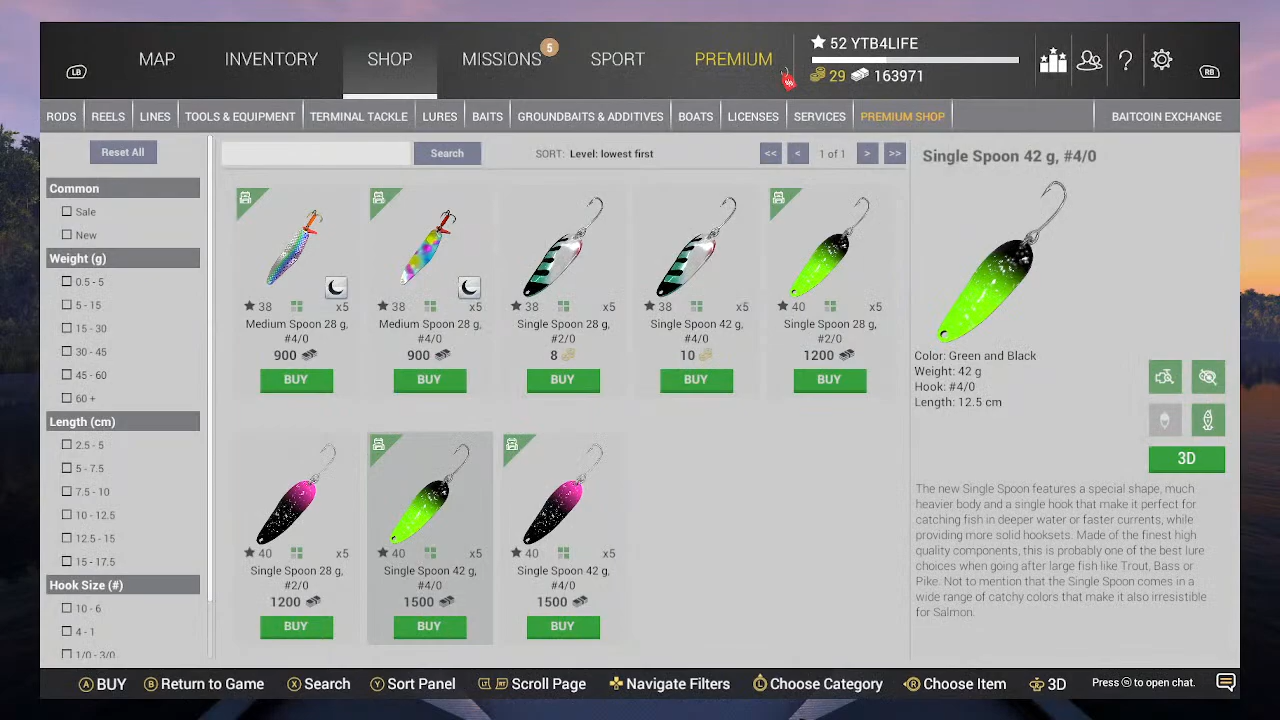 LB
MAP
INVENTORY
SHOP
MISSIONS
5
SPORT
PREMIUM
52 YTB4LIFE
29 163971
RB
RODS
REELS
LINES
TOOLS & EQUIPMENT
TERMINAL TACKLE
LURES
BAITS
GROUNDBAITS & ADDITIVES
BOATS
LICENSES
SERVICES
PREMIUM SHOP
BAITCOIN EXCHANGE
Reset All
Search
SORT: Level: lowest first
<< < 1 of 1 > >>
Common
Sale
New
Weight (g)
0.5 - 5
5 - 15
15 - 30
30 - 45
45 - 60
60 +
Length (cm)
2.5 - 5
5 - 7.5
7.5 - 10
10 - 12.5
12.5 - 15
15 - 17.5
Hook Size (#)
10 - 6
4 - 1
1/0 - 3/0
38 x5
Medium Spoon 28 g,
#4/0
900
BUY
38 x5
Medium Spoon 28 g,
#4/0
900
BUY
38 x5
Single Spoon 28 g,
#2/0
8
BUY
38 x5
Single Spoon 42 g,
#4/0
10
BUY
40 x5
Single Spoon 28 g,
#2/0
1200
BUY
40 x5
Single Spoon 28 g,
#2/0
1200
BUY
40 x5
Single Spoon 42 g,
#4/0
1500
BUY
40 x5
Single Spoon 42 g,
#4/0
1500
BUY
Single Spoon 42 g, #4/0
Color: Green and Black
Weight: 42 g
Hook: #4/0
Length: 12.5 cm
3D
The new Single Spoon features a special shape, much
heavier body and a single hook that make it perfect for
catching fish in deeper water or faster currents, while
providing more solid hooksets. Made of the finest high
quality components, this is probably one of the best lure
choices when going after large fish like Trout, Bass or
Pike. Not to mention that the Single Spoon comes in a
wide range of catchy colors that make it also irresistible
for Salmon.
A BUY
B Return to Game
X Search
Y Sort Panel
LT RT Scroll Page
Navigate Filters
L Choose Category
R Choose Item
3D
Press to open chat.